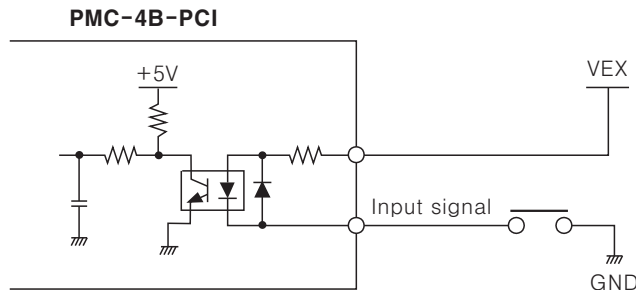 PMC-4B-PCI
+5V
VEX
Input signal
GND